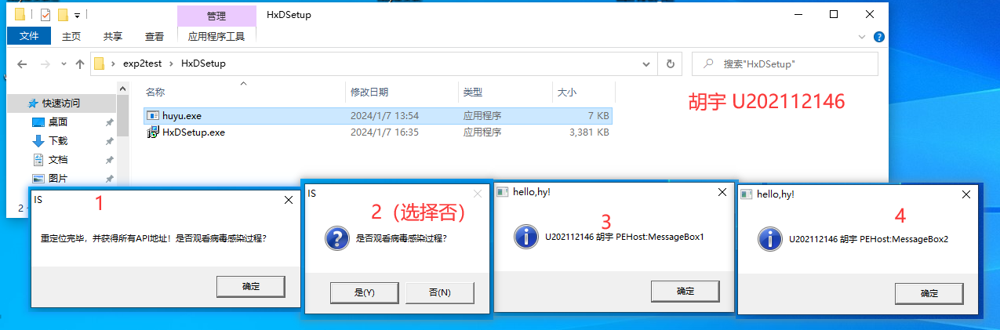 管理
HxDSetup
文件
主页
共享
查看
应用程序工具
exp2test
HxDSetup
搜索"HxDSetup"
名称
修改日期
类型
大小
胡宇 U202112146
快速访问
huyu.exe
2024/1/7 13:54
应用程序
7 KB
桌面
HxDSetup.exe
2024/1/7 16:35
应用程序
3,381 KB
下载
文档
图片
2
IS
1
重定位完毕，并获得所有API地址！是否观看病毒感染过程？
确定
IS
2（选择否）
是否观看病毒感染过程？
是(Y)
否(N)
hello,hy!
3
U202112146 胡宇 PEHost:MessageBox1
确定
hello,hy!
4
U202112146 胡宇 PEHost:MessageBox2
确定